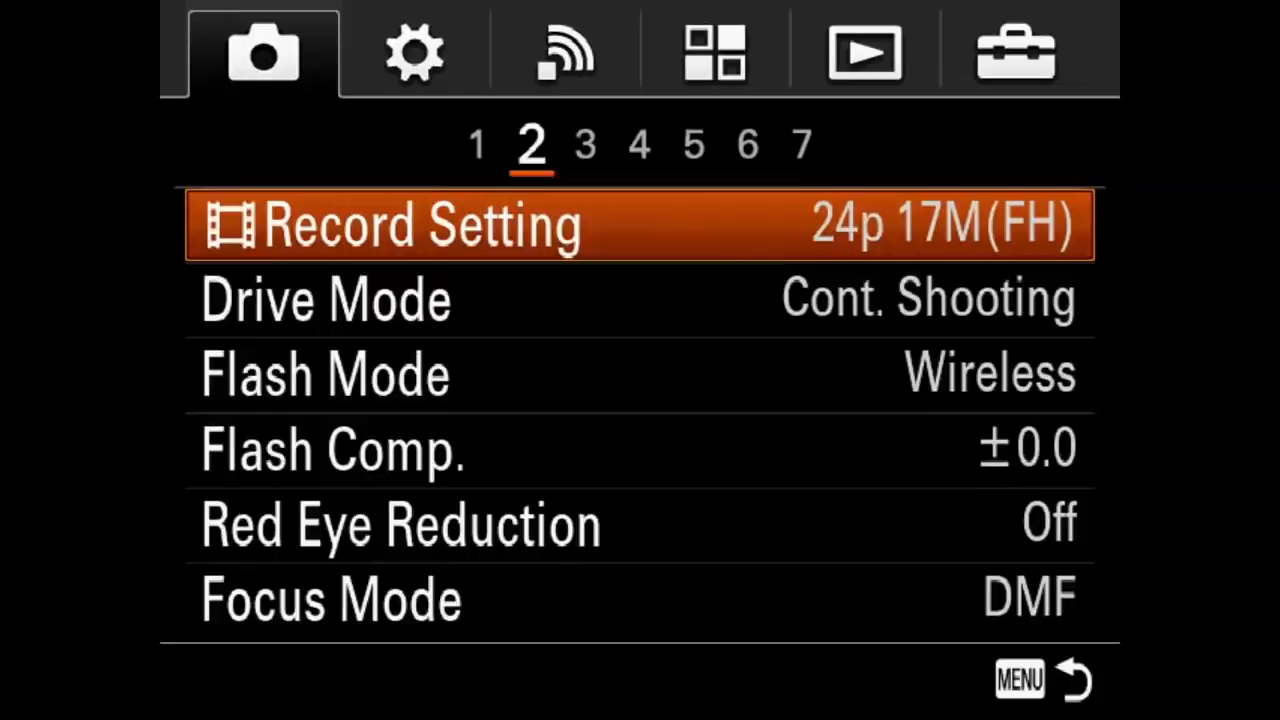 1 2 3 4 5 6 7
Record Setting 24p 17M(FH)
Drive Mode Cont. Shooting
Flash Mode Wireless
Flash Comp. ±0.0
Red Eye Reduction Off
Focus Mode DMF
MENU